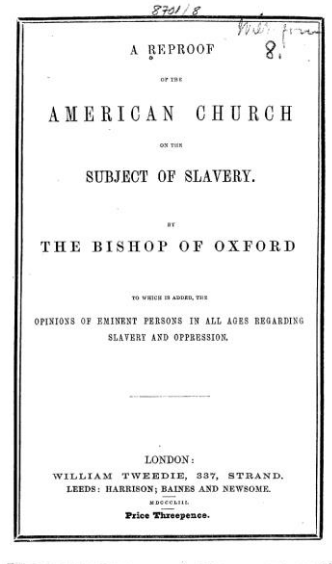 8701/8
8.
A REPROOF
OF THE
AMERICAN CHURCH
ON THE
SUBJECT OF SLAVERY.
BY
THE BISHOP OF OXFORD
TO WHICH IS ADDED, THE
OPINIONS OF EMINENT PERSONS IN ALL AGES REGARDING
SLAVERY AND OPPRESSION.
LONDON:
WILLIAM TWEEDIE, 337, STRAND.
LEEDS: HARRISON; BAINES AND NEWSOME.
MDCCCLIII.
Price Threepence.